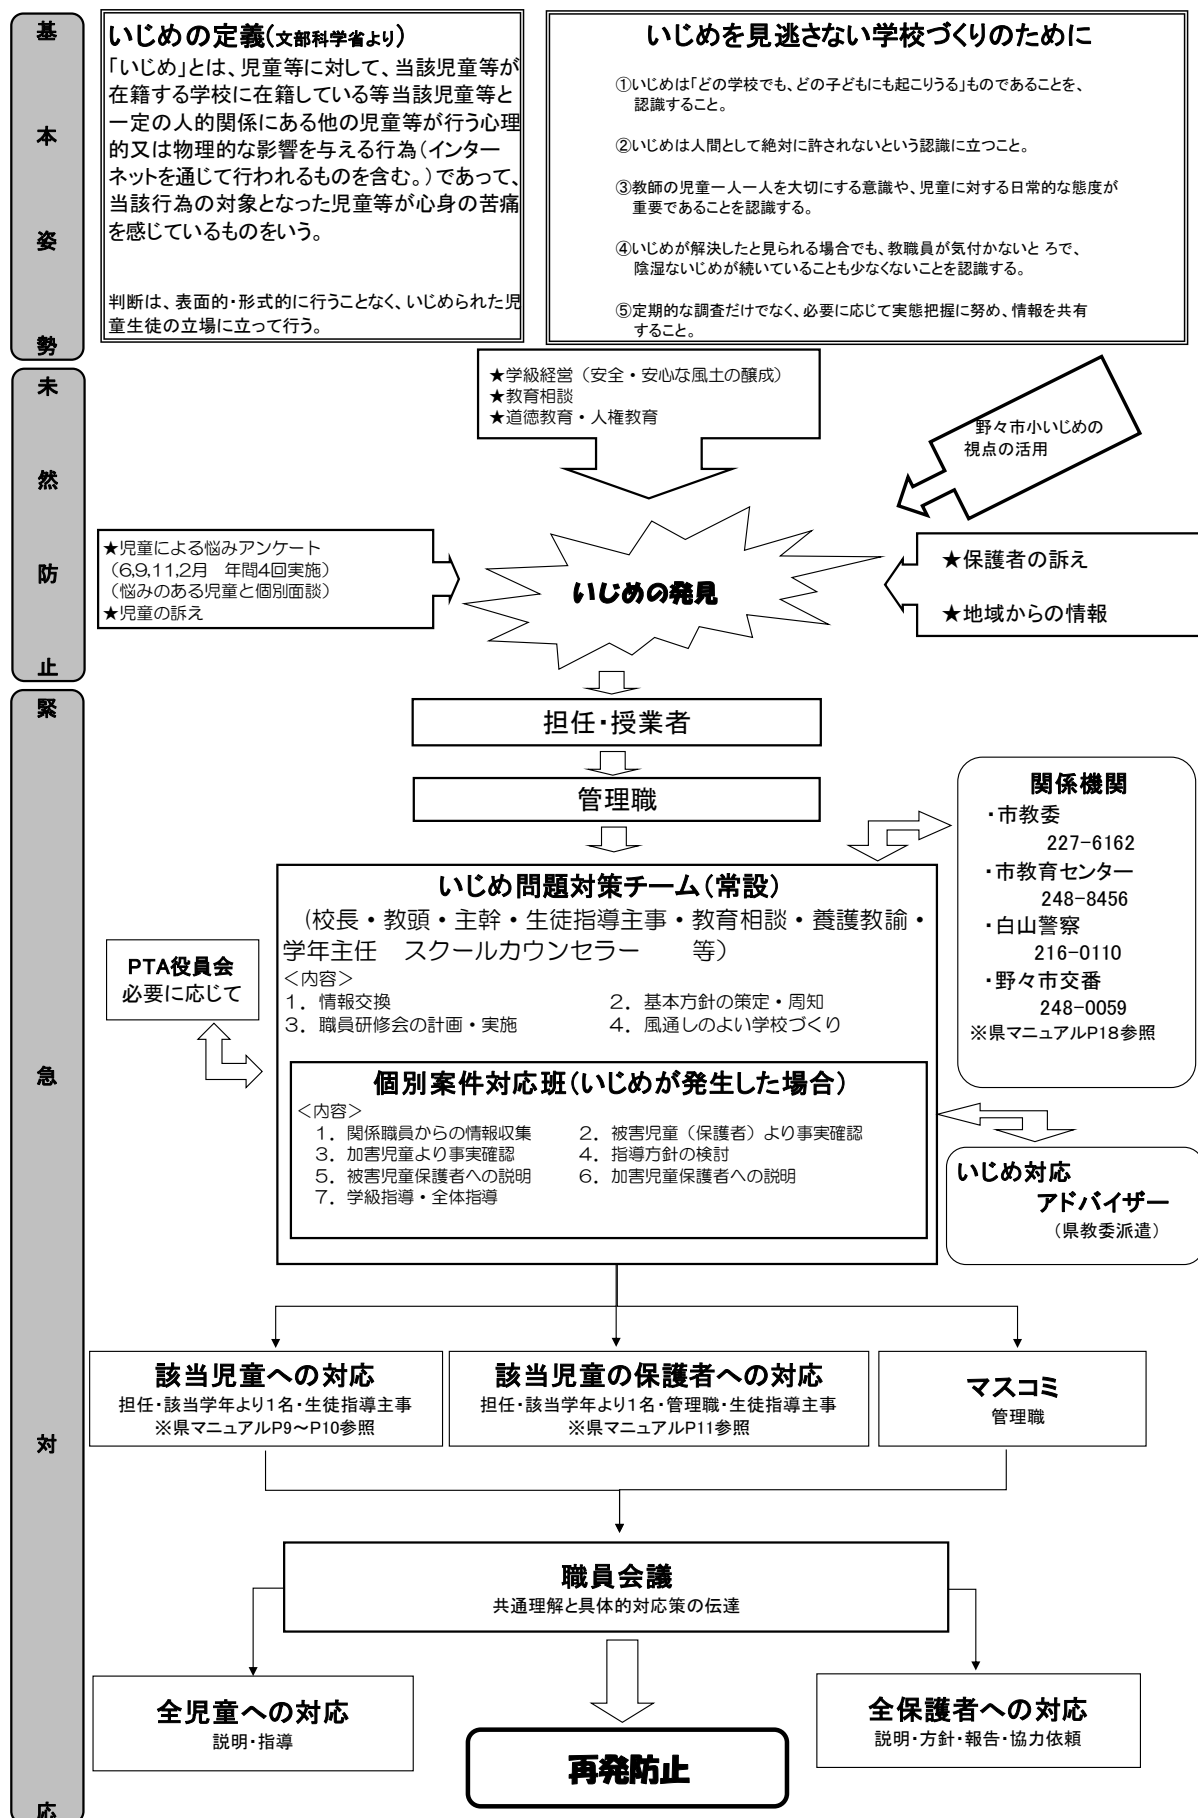 基本姿勢
いじめの定義(文部科学省より)
「いじめ」とは、児童等に対して、当該児童等が
在籍する学校に在籍している等当該児童等と
一定の人的関係にある他の児童等が行う心理
的又は物理的な影響を与える行為(インター
ネットを通じて行われるものを含む。)であって、
当該行為の対象となった児童等が心身の苦痛
を感じているものをいう。
判断は、表面的・形式的に行うことなく、いじめられた児
童生徒の立場に立って行う。
いじめを見逃さない学校づくりのために
①いじめは「どの学校でも、どの子どもにも起こりうる」ものであることを、
認識すること。
②いじめは人間として絶対に許されないという認識に立つこと。
③教師の児童一人一人を大切にする意識や、児童に対する日常的な態度が
重要であることを認識する。
④いじめが解決したと見られる場合でも、教職員が気付かないと ろで、
陰湿ないじめが続いていることも少なくないことを認識する。
⑤定期的な調査だけでなく、必要に応じて実態把握に努め、情報を共有
すること。
未然防止
★学級経営(安全・安心な風土の醸成)
★教育相談
★道徳教育・人権教育
野々市小いじめの
視点の活用
★児童による悩みアンケート
(6,9,11,2月 年間4回実施)
(悩みのある児童と個別面談)
★児童の訴え
いじめの発見
★保護者の訴え
★地域からの情報
緊急対応
担任・授業者
管理職
関係機関
・市教委
227-6162
・市教育センター
248-8456
・白山警察
216-0110
・野々市交番
248-0059
※県マニュアルP18参照
いじめ問題対策チーム(常設)
(校長・教頭・主幹・生徒指導主事・教育相談・養護教諭・
学年主任 スクールカウンセラー 等)
<内容>
1．情報交換 2．基本方針の策定・周知
3．職員研修会の計画・実施 4．風通しのよい学校づくり
PTA役員会
必要に応じて
個別案件対応班(いじめが発生した場合)
<内容>
1．関係職員からの情報収集 2．被害児童(保護者)より事実確認
3．加害児童より事実確認 4．指導方針の検討
5．被害児童保護者への説明 6．加害児童保護者への説明
7．学級指導・全体指導
いじめ対応
アドバイザー
(県教委派遣)
該当児童への対応
担任・該当学年より1名・生徒指導主事
※県マニュアルP9～P10参照
該当児童の保護者への対応
担任・該当学年より1名・管理職・生徒指導主事
※県マニュアルP11参照
マスコミ
管理職
職員会議
共通理解と具体的対応策の伝達
全児童への対応
説明・指導
再発防止
全保護者への対応
説明・方針・報告・協力依頼